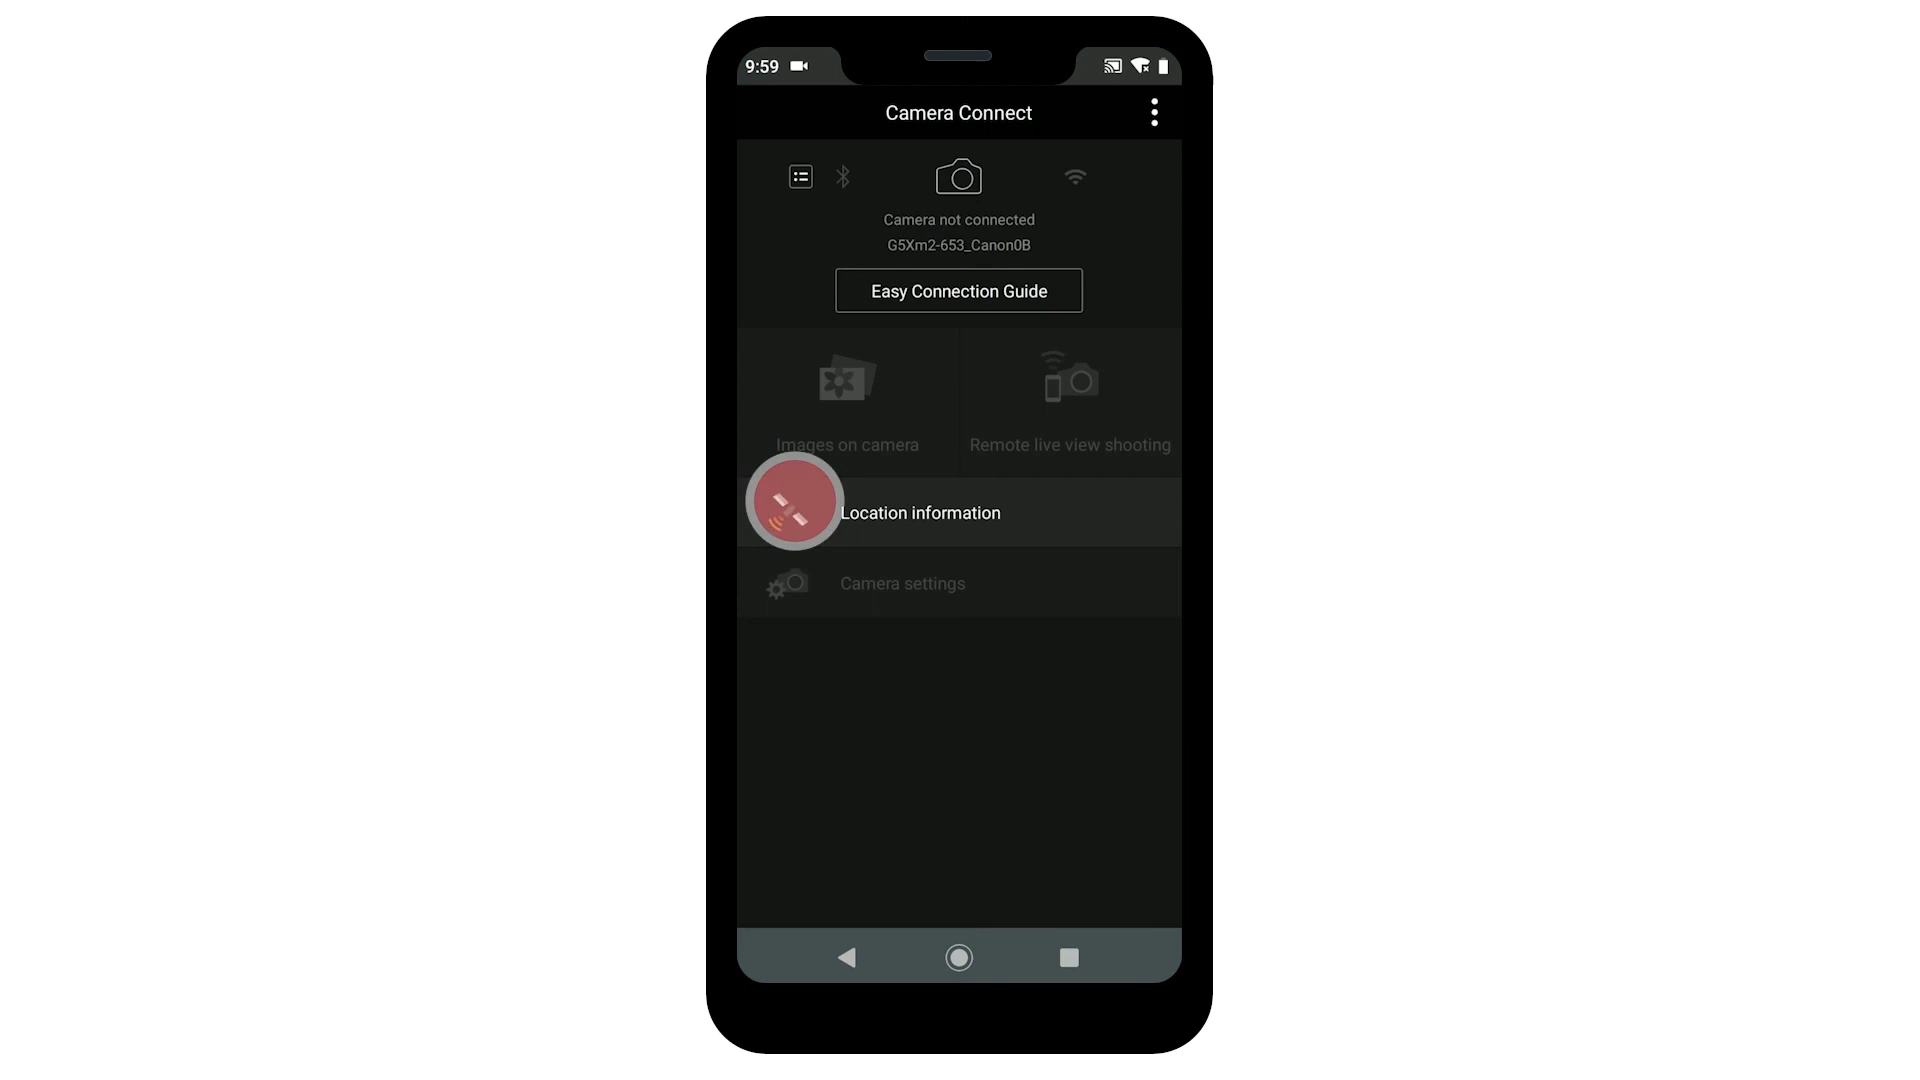 9:59
Camera Connect
Camera not connected
G5Xm2-653_Canon0B
Easy Connection Guide
Images on camera
Remote live view shooting
Location information
Camera settings